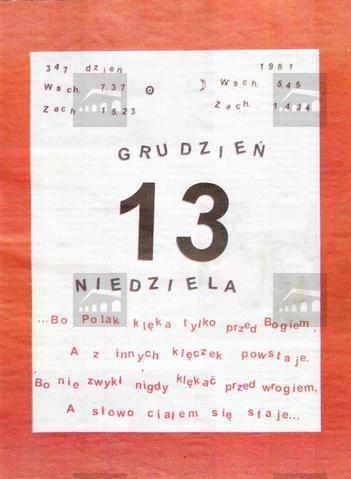 347 dzień 1981
Wsch. 7.37 Wsch. 5.45
Zach. 15.23 Zach. 14.34
GRUDZIEŃ
13
NIEDZIELA
...Bo Polak klęka tylko przed Bogiem,
A z innych klęczek powstaje.
Bo nie zwykł nigdy klękać przed wrogiem,
A słowo ciałem się staje...